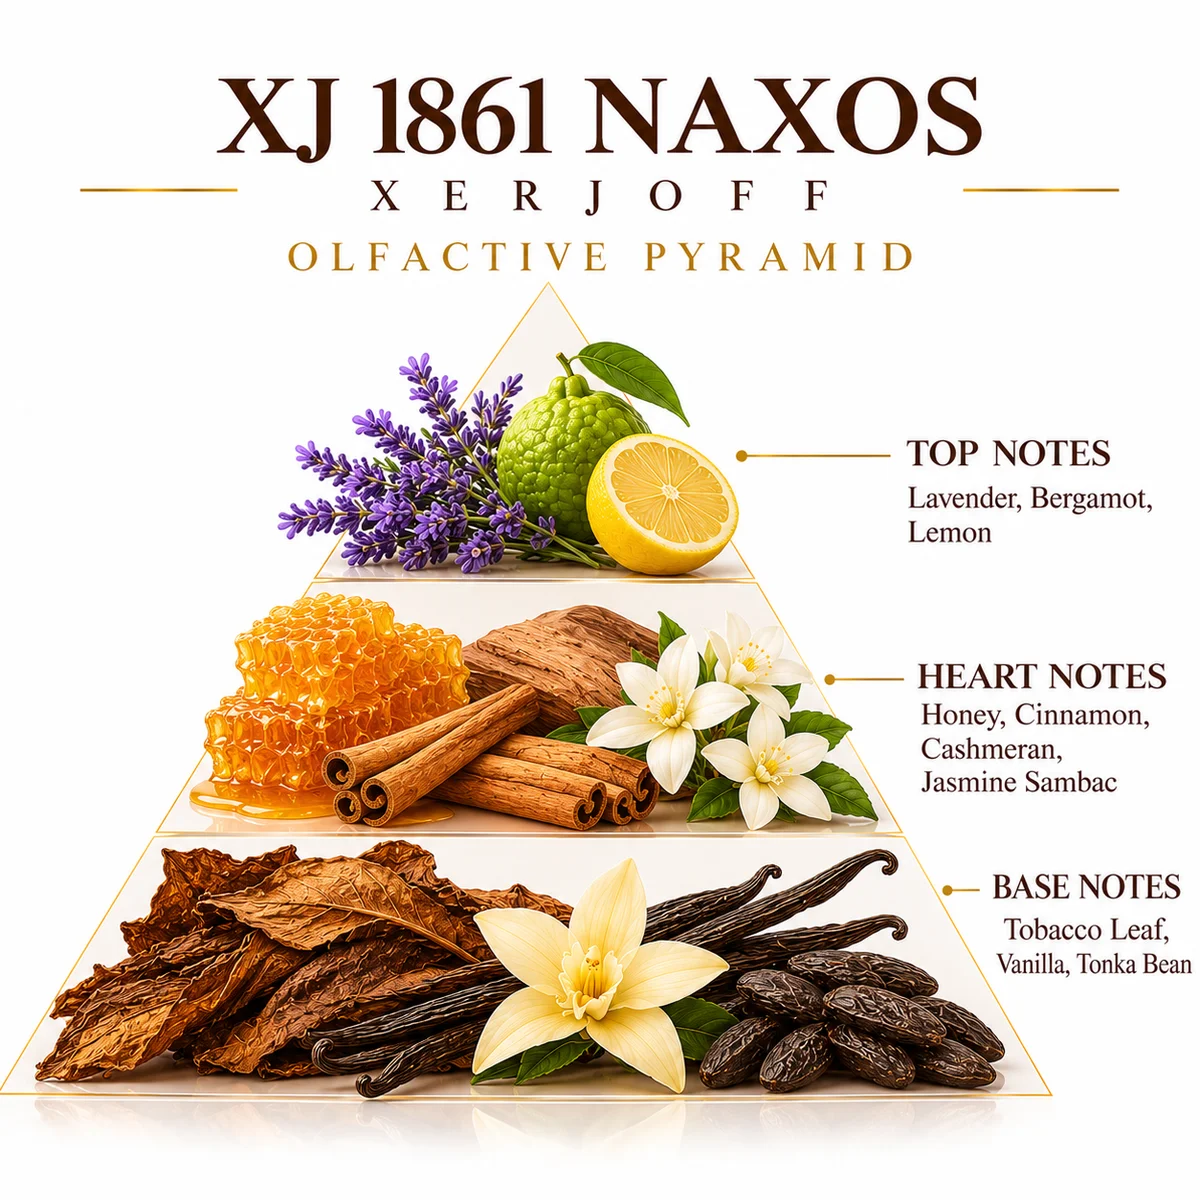 XJ 1861 NAXOS
XERJOFF
OLFACTIVE PYRAMID
TOP NOTES
Lavender, Bergamot,
Lemon
HEART NOTES
Honey, Cinnamon,
Cashmeran,
Jasmine Sambac
BASE NOTES
Tobacco Leaf,
Vanilla, Tonka Bean